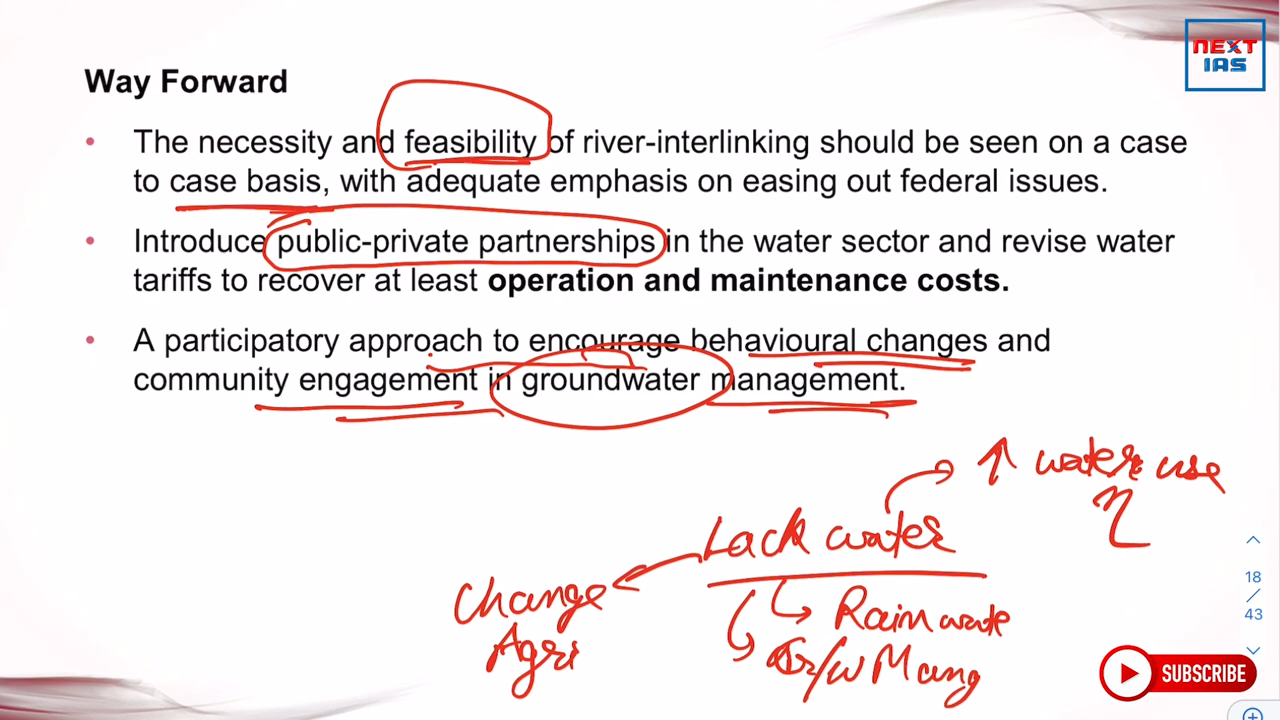 NEXT
IAS
Way Forward
• The necessity and feasibility of river-interlinking should be seen on a case
to case basis, with adequate emphasis on easing out federal issues.
• Introduce public-private partnerships in the water sector and revise water
tariffs to recover at least operation and maintenance costs.
• A participatory approach to encourage behavioural changes and
community engagement in groundwater management.
↑ water use
η
Lack water
Change
Agri
Rain wate
Gr/w Mang
18
/
43
SUBSCRIBE